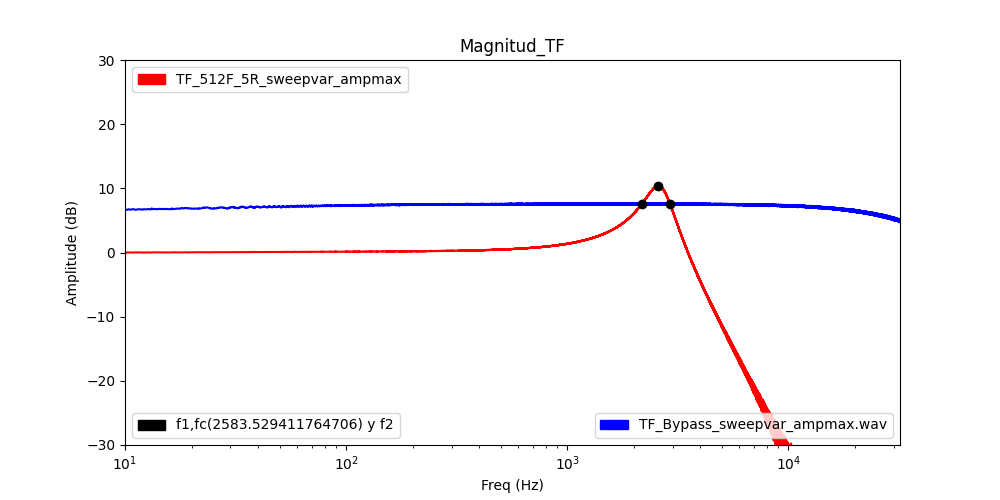 Magnitud_TF
30
20
10
0
−10
−20
−30
Amplitude (dB)
TF_512F_5R_sweepvar_ampmax
f1,fc(2583.529411764706) y f2
TF_Bypass_sweepvar_ampmax.wav
10¹
10²
10³
10⁴
Freq (Hz)